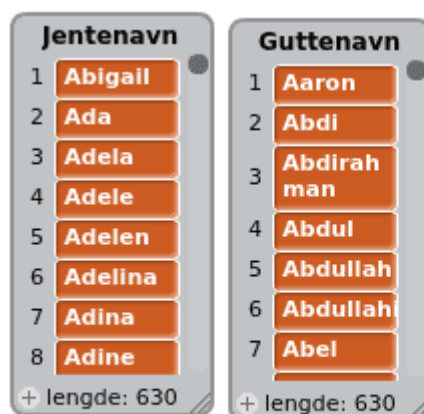 Jentenavn
1 Abigail
2 Ada
3 Adela
4 Adele
5 Adelen
6 Adelina
7 Adina
8 Adine
+ lengde: 630
Guttenavn
1 Aaron
2 Abdi
3 Abdirah
man
4 Abdul
5 Abdullah
6 Abdullahi
7 Abel
+ lengde: 630